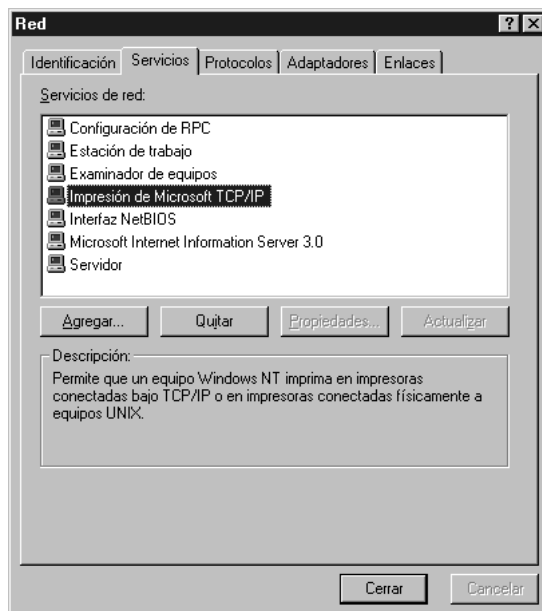 Red
Identificación Servicios Protocolos Adaptadores Enlaces
Servicios de red:
Configuración de RPC
Estación de trabajo
Examinador de equipos
Impresión de Microsoft TCP/IP
Interfaz NetBIOS
Microsoft Internet Information Server 3.0
Servidor
Agregar... Quitar Propiedades... Actualizar
Descripción:
Permite que un equipo Windows NT imprima en impresoras
conectadas bajo TCP/IP o en impresoras conectadas físicamente a
equipos UNIX.
Cerrar Cancelar